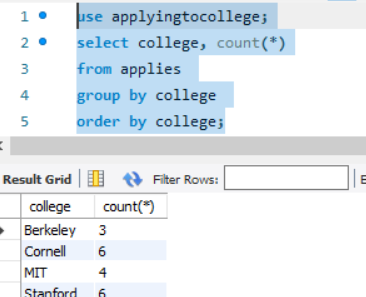 1 use applyingtocollege;
2 select college, count(*)
3 from applies
4 group by college
5 order by college;
Result Grid Filter Rows:
college count(*)
Berkeley 3
Cornell 6
MIT 4
Stanford 6